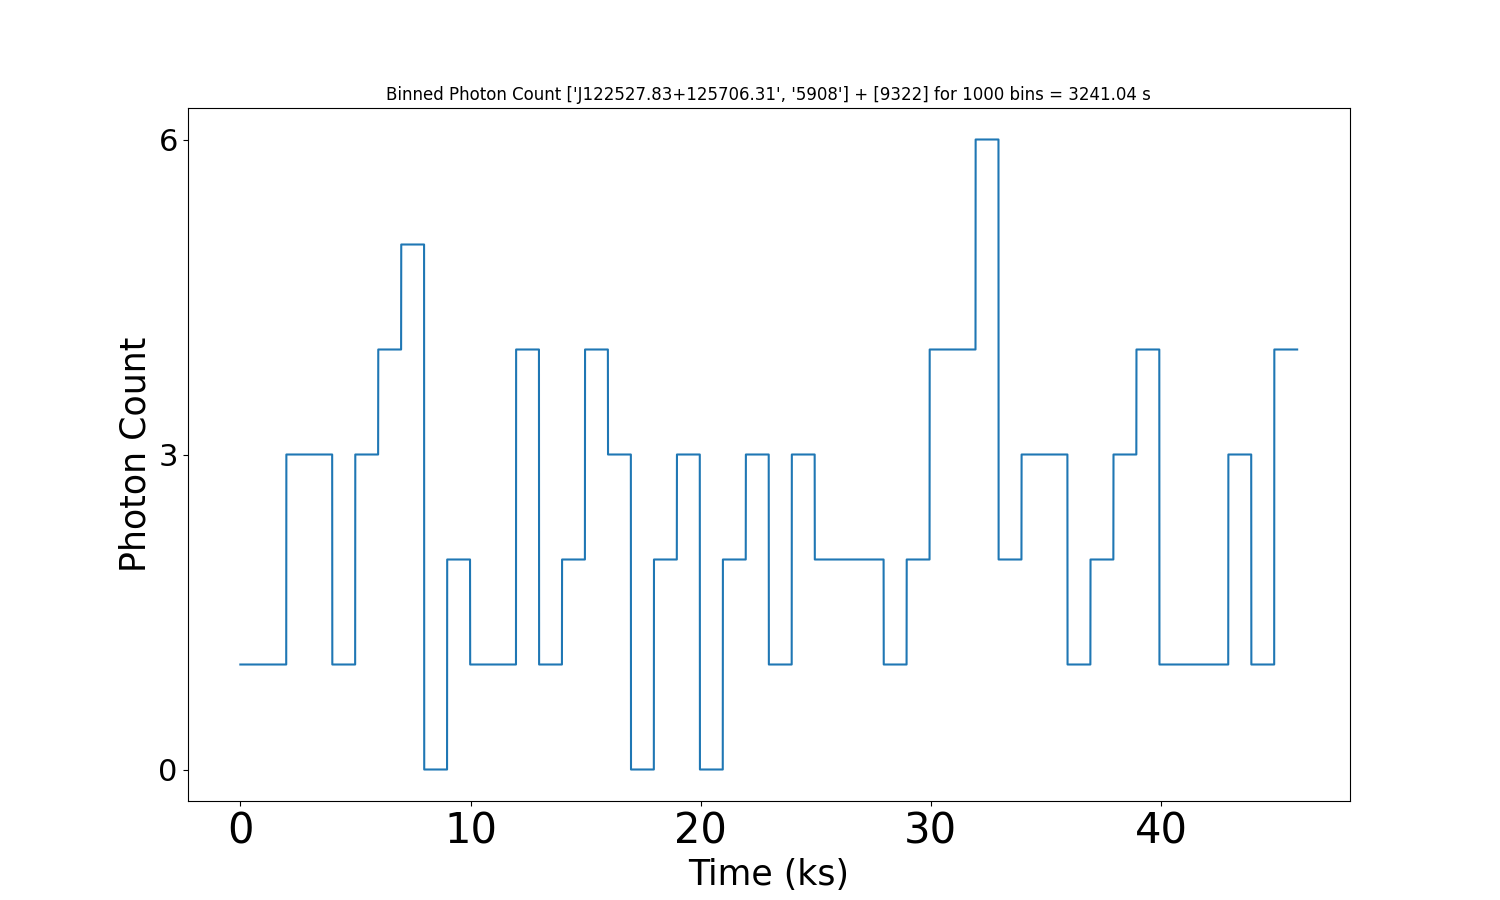 Binned Photon Count ['J122527.83+125706.31', '5908'] + [9322] for 1000 bins = 3241.04 s
Photon Count
6
3
0
0 10 20 30 40
Time (ks)